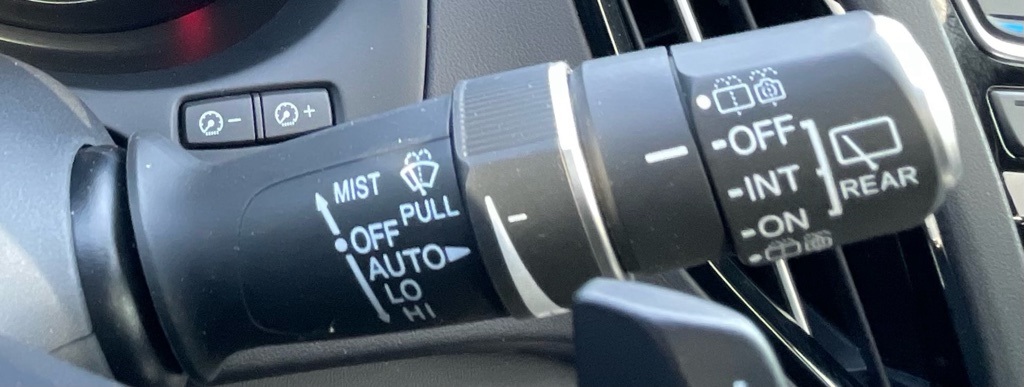 MIST
PULL
OFF
AUTO
LO
HI
OFF
INT
ON
REAR